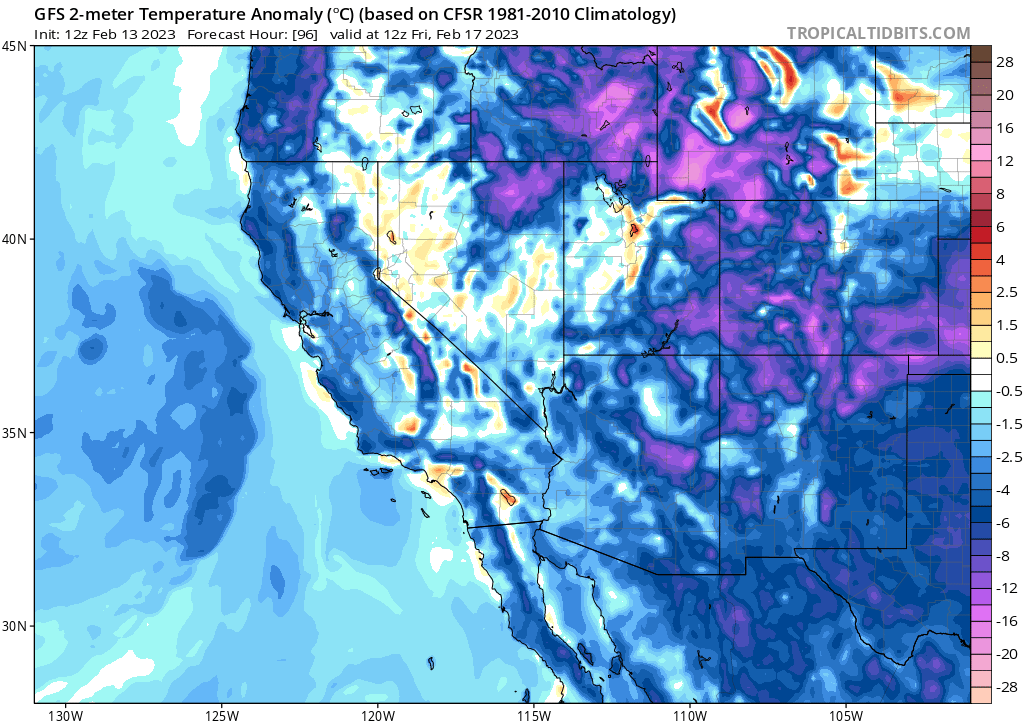 GFS 2-meter Temperature Anomaly (°C) (based on CFSR 1981-2010 Climatology)
Init: 12z Feb 13 2023 Forecast Hour: [96] valid at 12z Fri, Feb 17 2023
TROPICALTIDBITS.COM
45N
40N
35N
30N
130W
125W
120W
115W
110W
105W
28
20
16
12
8
6
4
2.5
1.5
0.5
-0.5
-1.5
-2.5
-4
-6
-8
-12
-16
-20
-28